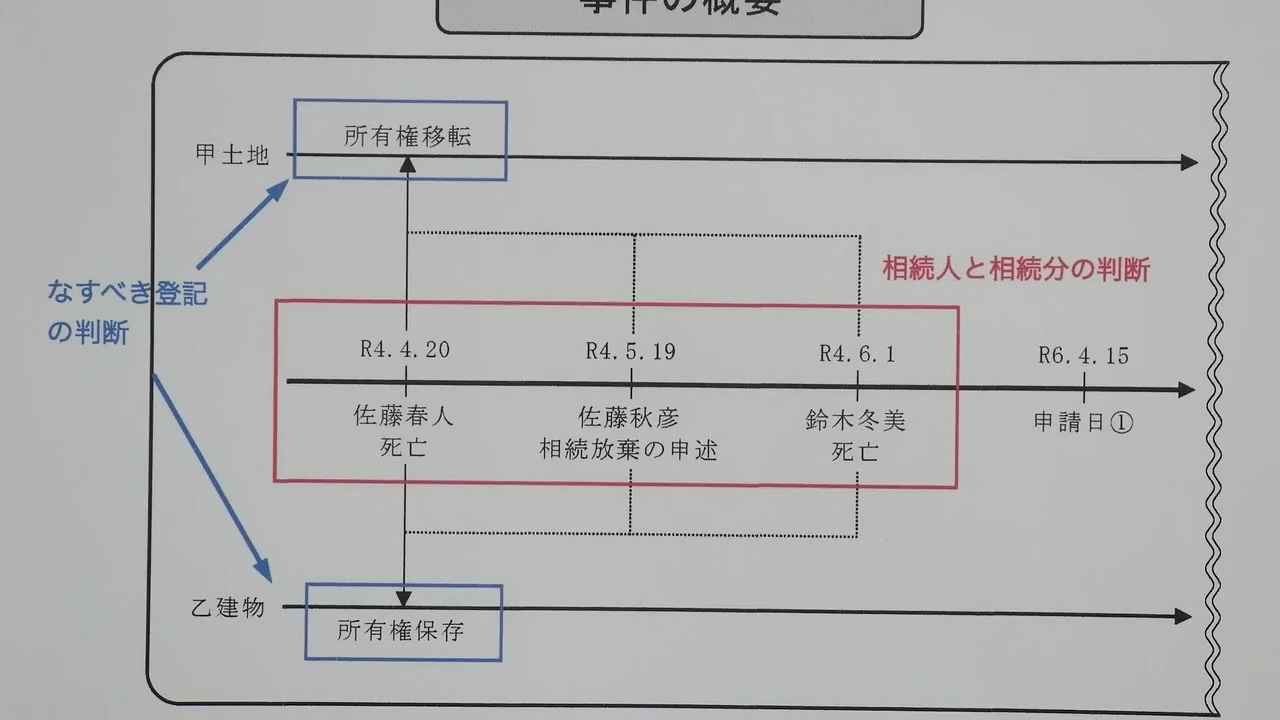 事件の概要
所有権移転
甲土地
相続人と相続分の判断
なすべき登記
の判断
R4.4.20
R4.5.19
R4.6.1
R6.4.15
佐藤春人
死亡
佐藤秋彦
相続放棄の申述
鈴木冬美
死亡
申請日①
乙建物
所有権保存